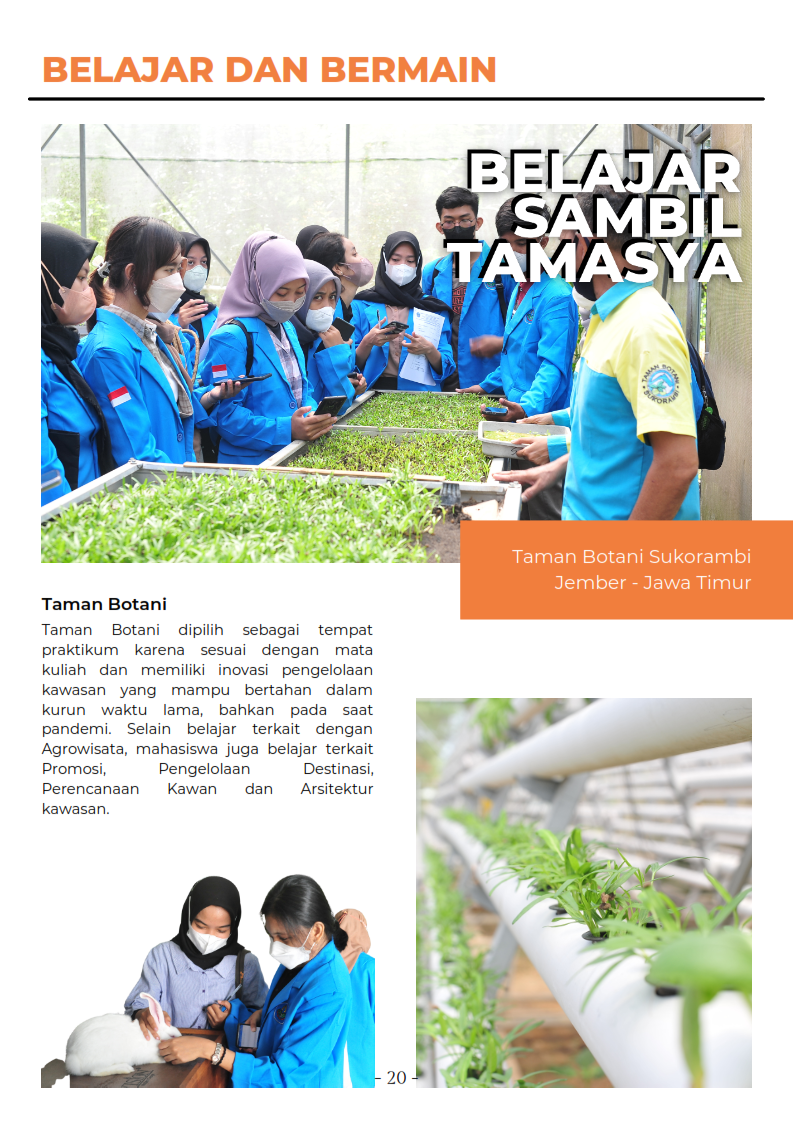 BELAJAR DAN BERMAIN
BELAJAR
SAMBIL
TAMASYA
TAMAN BOTANI
SUKORAMBI
Taman Botani Sukorambi
Jember - Jawa Timur
Taman Botani
Taman Botani dipilih sebagai tempat
praktikum karena sesuai dengan mata
kuliah dan memiliki inovasi pengelolaan
kawasan yang mampu bertahan dalam
kurun waktu lama, bahkan pada saat
pandemi. Selain belajar terkait dengan
Agrowisata, mahasiswa juga belajar terkait
Promosi, Pengelolaan Destinasi,
Perencanaan Kawan dan Arsitektur
kawasan.
- 20 -